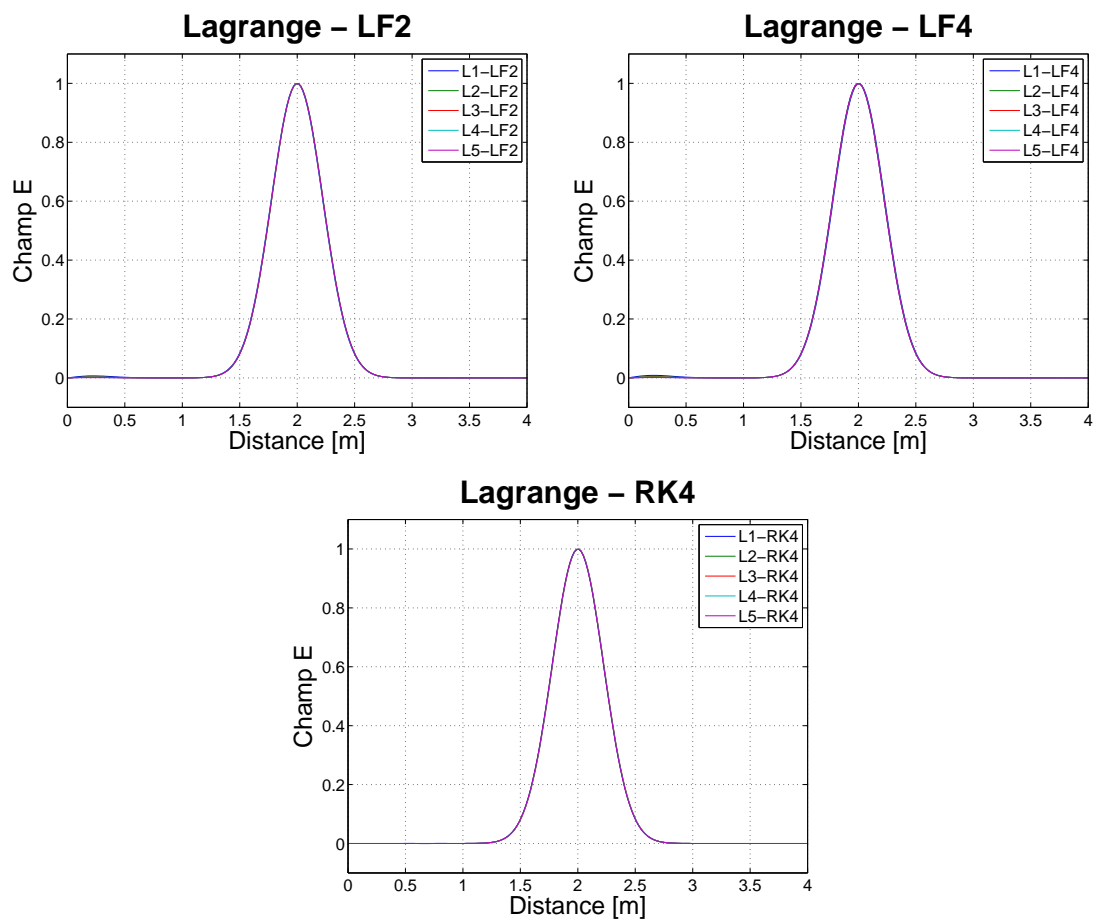 Lagrange – LF2
Champ E
1
0.8
0.6
0.4
0.2
0
0 0.5 1 1.5 2 2.5 3 3.5 4
Distance [m]
L1–LF2
L2–LF2
L3–LF2
L4–LF2
L5–LF2
Lagrange – LF4
Champ E
1
0.8
0.6
0.4
0.2
0
0 0.5 1 1.5 2 2.5 3 3.5 4
Distance [m]
L1–LF4
L2–LF4
L3–LF4
L4–LF4
L5–LF4
Lagrange – RK4
Champ E
1
0.8
0.6
0.4
0.2
0
0 0.5 1 1.5 2 2.5 3 3.5 4
Distance [m]
L1–RK4
L2–RK4
L3–RK4
L4–RK4
L5–RK4